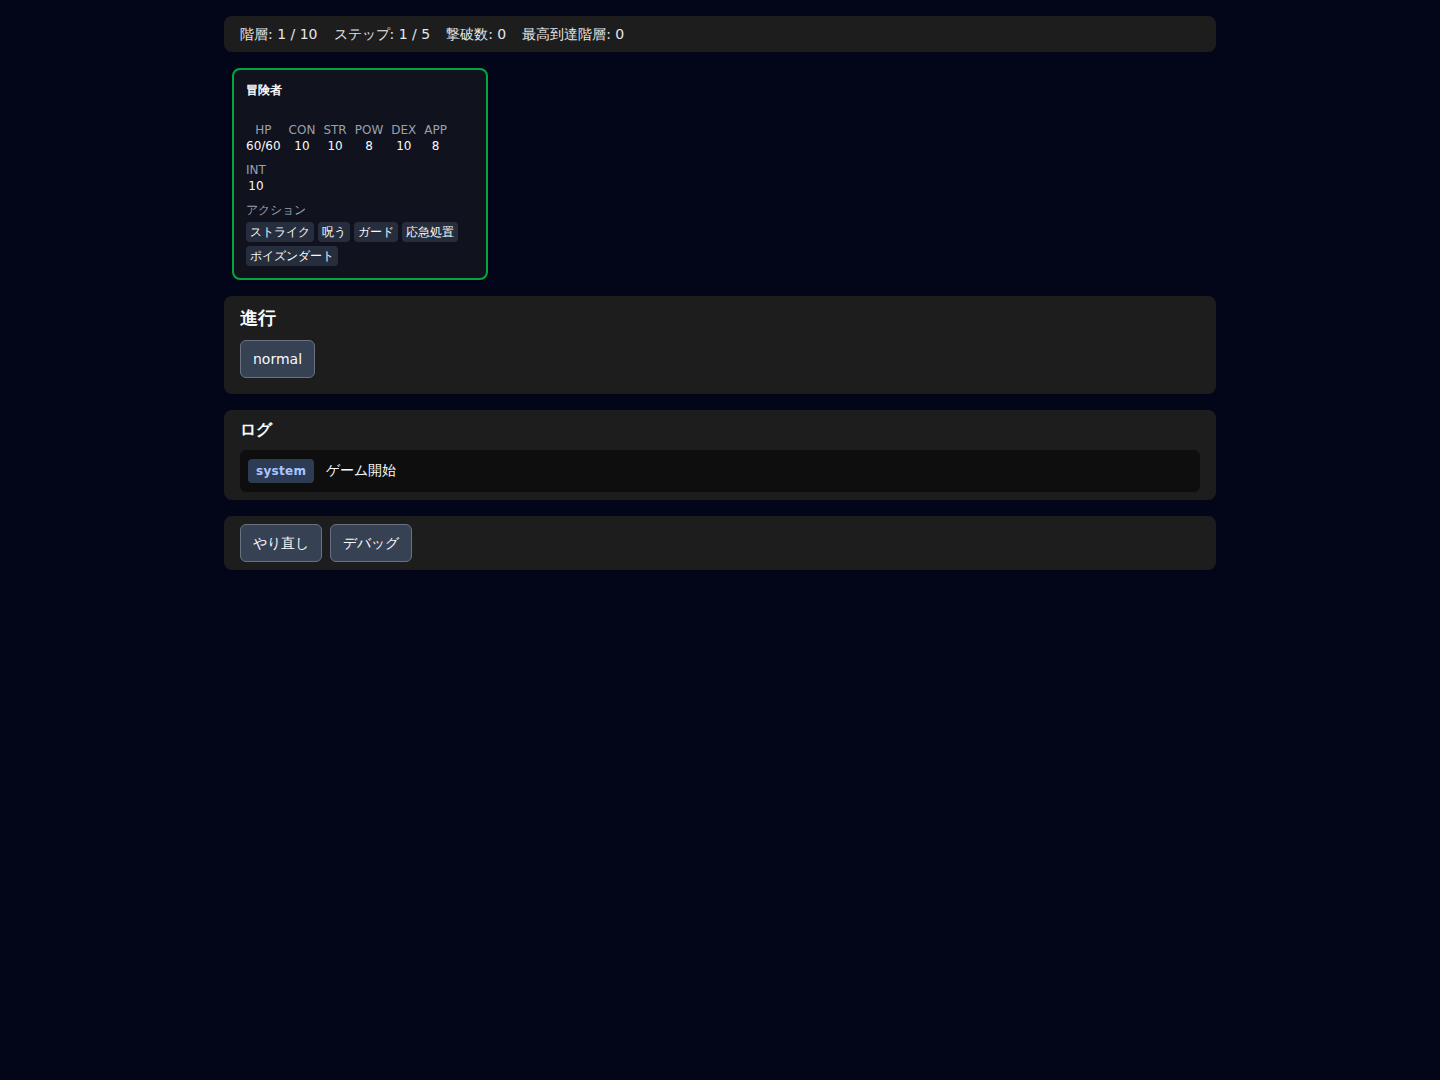 階層: 1 / 10 ステップ: 1 / 5 撃破数: 0 最高到達階層: 0
冒険者
HP CON STR POW DEX APP
60/60 10 10 8 10 8
INT
10
アクション
ストライク 呪う ガード 応急処置
ポイズンダート
進行
normal
ログ
system ゲーム開始
やり直し デバッグ